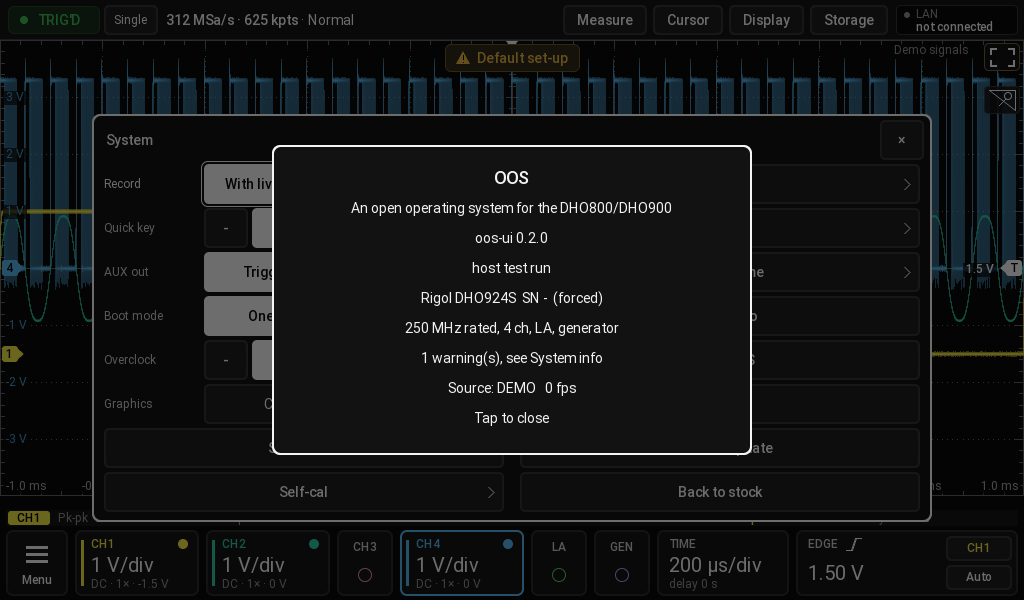 TRIG'D
Single
312 MSa/s · 625 kpts · Normal
Measure
Cursor
Display
Storage
LAN
not connected
Demo signals
Default set-up
3 V
2 V
1 V
4
-1 V
1
-2 V
-3 V
1.5 V
T
-1.0 ms
1.0 ms
System
×
Record
With
Quick key
-
AUX out
Boot mode
Overclock
-
Graphics
Self-cal
Back to stock
OOS
An open operating system for the DHO800/DHO900
oos-ui 0.2.0
host test run
Rigol DHO924S SN - (forced)
250 MHz rated, 4 ch, LA, generator
1 warning(s), see System info
Source: DEMO 0 fps
Tap to close
CH1
Pk-pk
Menu
CH1
1 V/div
DC · 1× · -1.5 V
CH2
1 V/div
DC · 1× · 0 V
CH3
CH4
1 V/div
DC · 1× · 0 V
LA
GEN
TIME
200 µs/div
delay 0 s
EDGE
1.50 V
CH1
Auto